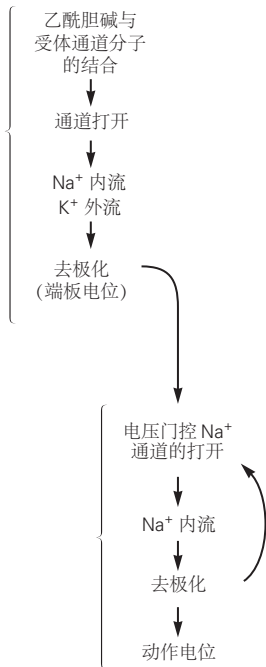 乙酰胆碱与
受体通道分子
的结合
通道打开
Na⁺ 内流
K⁺ 外流
去极化
(端板电位)
电压门控 Na⁺
通道的打开
Na⁺ 内流
去极化
动作电位